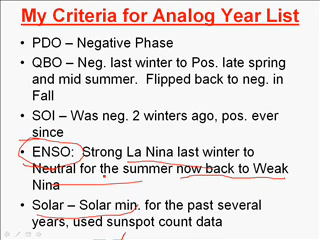 My Criteria for Analog Year List
• PDO – Negative Phase
• QBO – Neg. last winter to Pos. late spring
and mid summer.  Flipped back to neg. in
Fall
• SOI – Was neg. 2 winters ago, pos. ever
since
• ENSO:  Strong La Nina last winter to
Neutral for the summer now back to Weak
Nina
• Solar – Solar min. for the past several
years, used sunspot count data